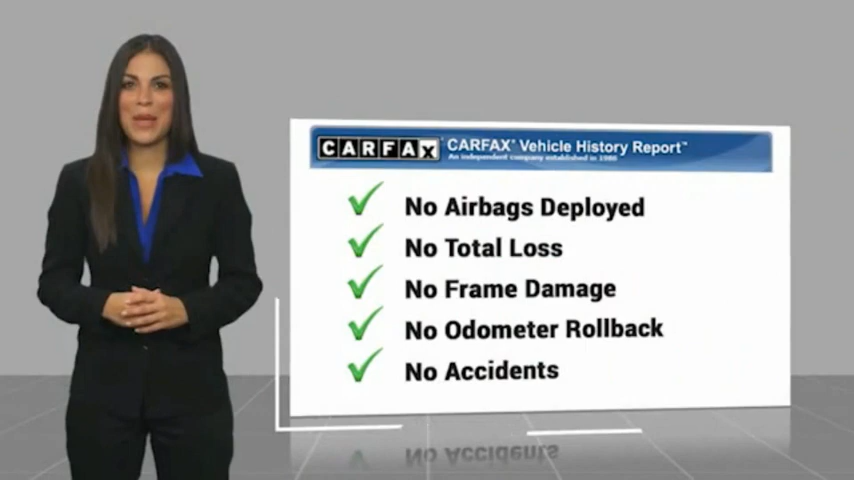 CARFAX CARFAX® Vehicle History Report™
An independent company established in 1986
No Airbags Deployed
No Total Loss
No Frame Damage
No Odometer Rollback
No Accidents
No Accidents